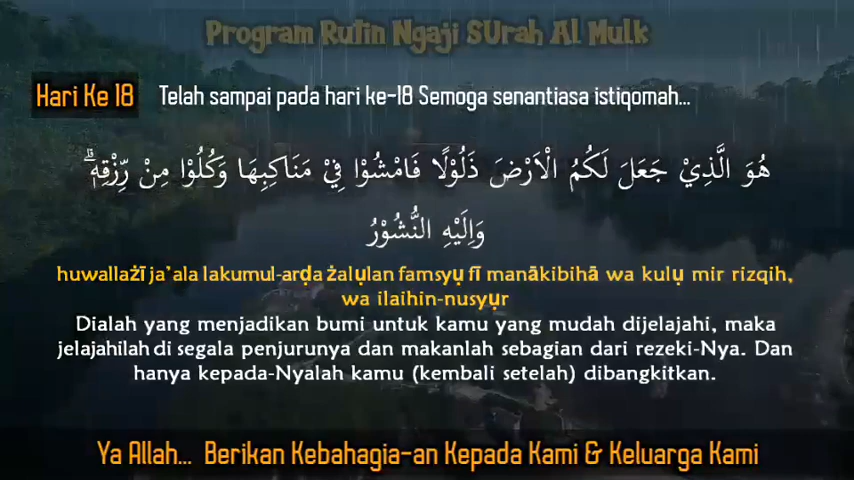 Program Rutin Ngaji SUrah Al Mulk
Hari Ke 18
Telah sampai pada hari ke-18 Semoga senantiasa istiqomah...
هُوَ الَّذِيْ جَعَلَ لَكُمُ الْاَرْضَ ذَلُوْلًا فَامْشُوْا فِيْ مَنَاكِبِهَا وَكُلُوْا مِنْ رِّزْقِهٖۗ
وَاِلَيْهِ النُّشُوْرُ
huwallażī ja'ala lakumul-arḍa żalụlan famsyụ fī manākibihā wa kulụ mir rizqih,
wa ilaihin-nusyụr
Dialah yang menjadikan bumi untuk kamu yang mudah dijelajahi, maka
jelajahilah di segala penjurunya dan makanlah sebagian dari rezeki-Nya. Dan
hanya kepada-Nyalah kamu (kembali setelah) dibangkitkan.
Ya Allah... Berikan Kebahagia-an Kepada Kami & Keluarga Kami